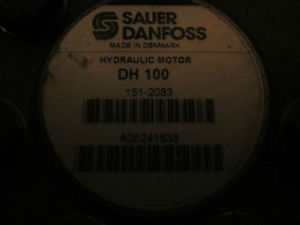 SAUER
DANFOSS
MADE IN DENMARK
HYDRAULIC MOTOR
DH 100
151-2063
A06241538